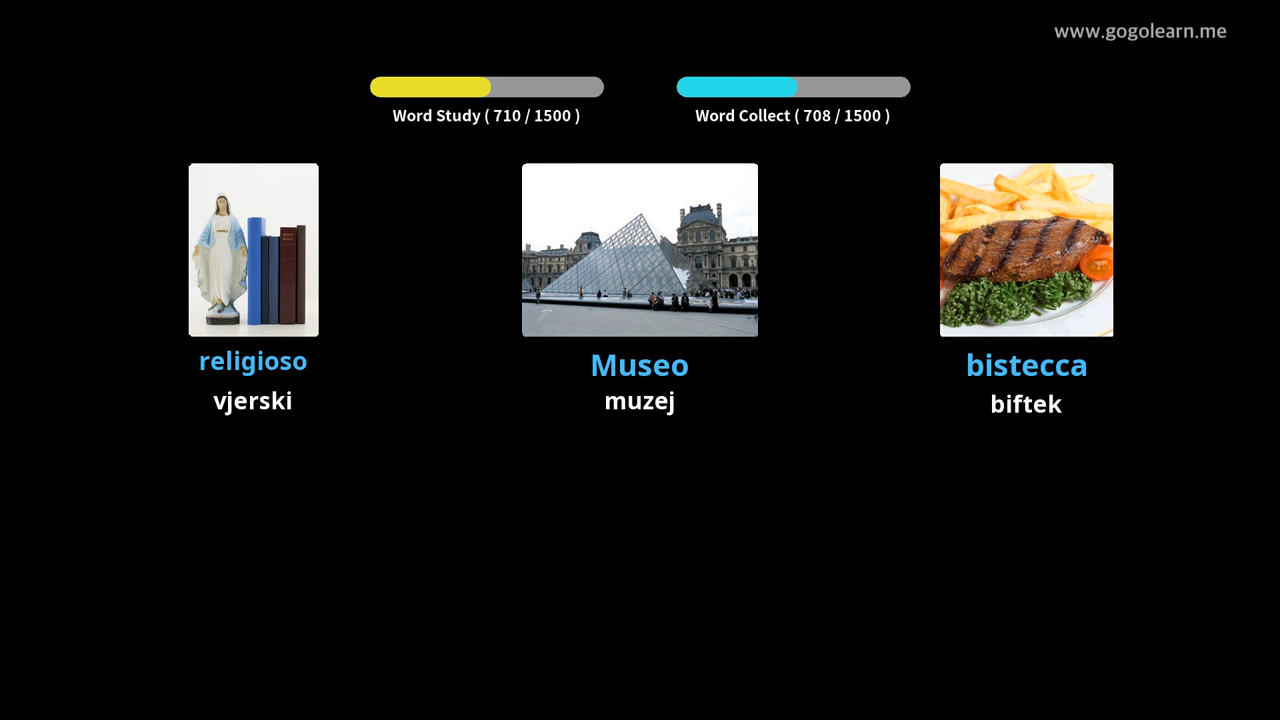 www.gogolearn.me
Word Study ( 710 / 1500 )
Word Collect ( 708 / 1500 )
religioso
vjerski
Museo
muzej
bistecca
biftek